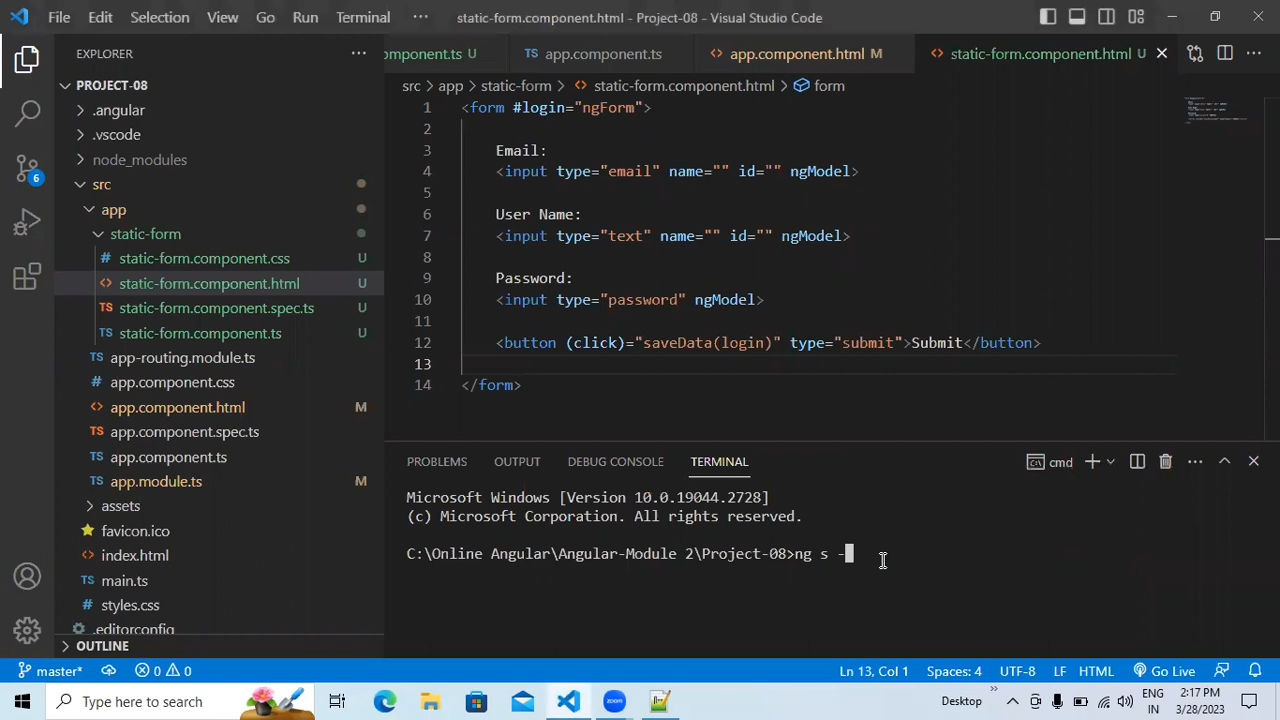 File Edit Selection View Go Run Terminal ··· static-form.component.html - Project-08 - Visual Studio Code
EXPLORER ···
omponent.ts U
TS app.component.ts
<> app.component.html M
<> static-form.component.html U
PROJECT-08
src > app > static-form > <> static-form.component.html > form
.angular
.vscode
node_modules
src
app
static-form
# static-form.component.css U
<> static-form.component.html U
TS static-form.component.spec.ts U
TS static-form.component.ts U
TS app-routing.module.ts
# app.component.css
<> app.component.html M
TS app.component.spec.ts
TS app.component.ts
TS app.module.ts M
assets
favicon.ico
<> index.html
TS main.ts
# styles.css
.editorconfig
OUTLINE
6
1 <form #login="ngForm">
2
3 Email:
4 <input type="email" name="" id="" ngModel>
5
6 User Name:
7 <input type="text" name="" id="" ngModel>
8
9 Password:
10 <input type="password" ngModel>
11
12 <button (click)="saveData(login)" type="submit">Submit</button>
13
14 </form>
PROBLEMS OUTPUT DEBUG CONSOLE TERMINAL cmd
Microsoft Windows [Version 10.0.19044.2728]
(c) Microsoft Corporation. All rights reserved.
C:\Online Angular\Angular-Module 2\Project-08>ng s -
master* 0 0 Ln 13, Col 1 Spaces: 4 UTF-8 LF HTML Go Live
Type here to search
Desktop
ENG
IN
2:17 PM
3/28/2023